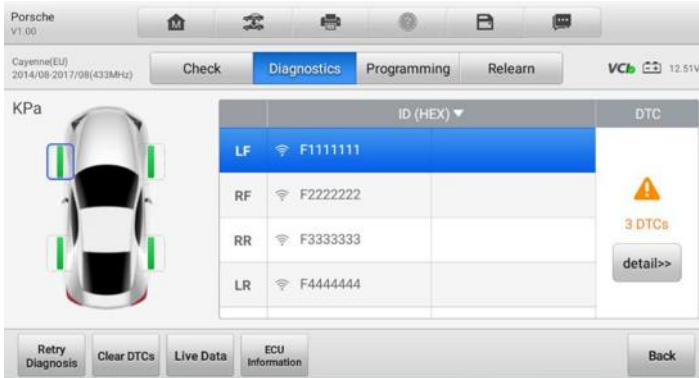 Porsche
V1.00
Cayenne(EU)
2014/08-2017/08(433MHz)
Check
Diagnostics
Programming
Relearn
VCI
12.51V
KPa
ID (HEX) ▼
DTC
LF F1111111
RF F2222222
RR F3333333
LR F4444444
3 DTCs
detail>>
Retry
Diagnosis
Clear DTCs
Live Data
ECU
Information
Back